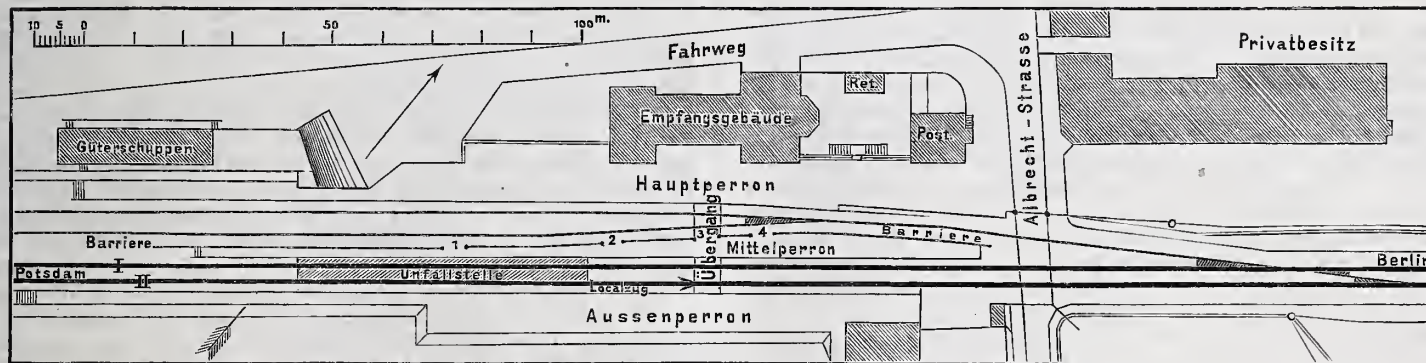 10 5 0 50 100 m.
Fahrweg
Privatbesitz
Ret.
Empfangsgebäude
Post.
Güterschuppen
Albrecht-Strasse
Hauptperron
Übergang
Barriere
1 2 3 4
Barriere
Mittelperron
Potsdam
I
Unfallstelle
Berlin
II
Localzug
Aussenperron